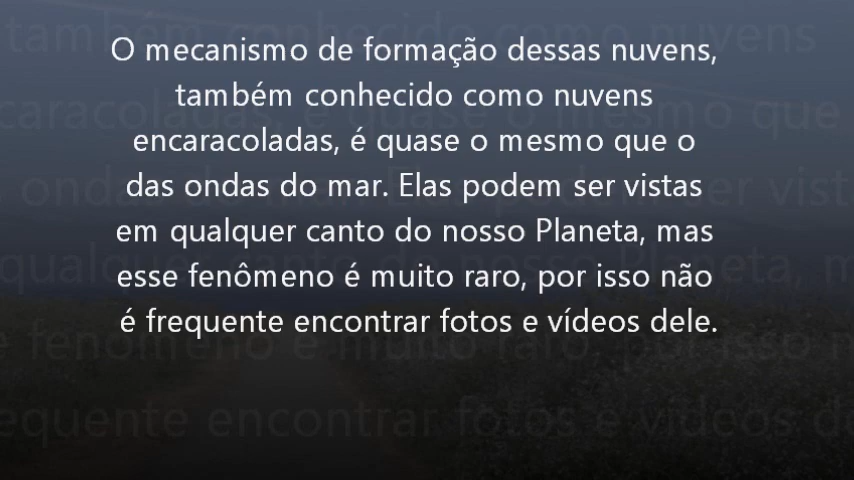 O mecanismo de formação dessas nuvens,
também conhecido como nuvens
encaracoladas, é quase o mesmo que o
das ondas do mar. Elas podem ser vistas
em qualquer canto do nosso Planeta, mas
esse fenômeno é muito raro, por isso não
é frequente encontrar fotos e vídeos dele.